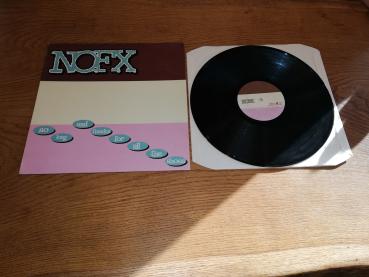 NOFX
so
long
and
thanks
for
all
the
shoes